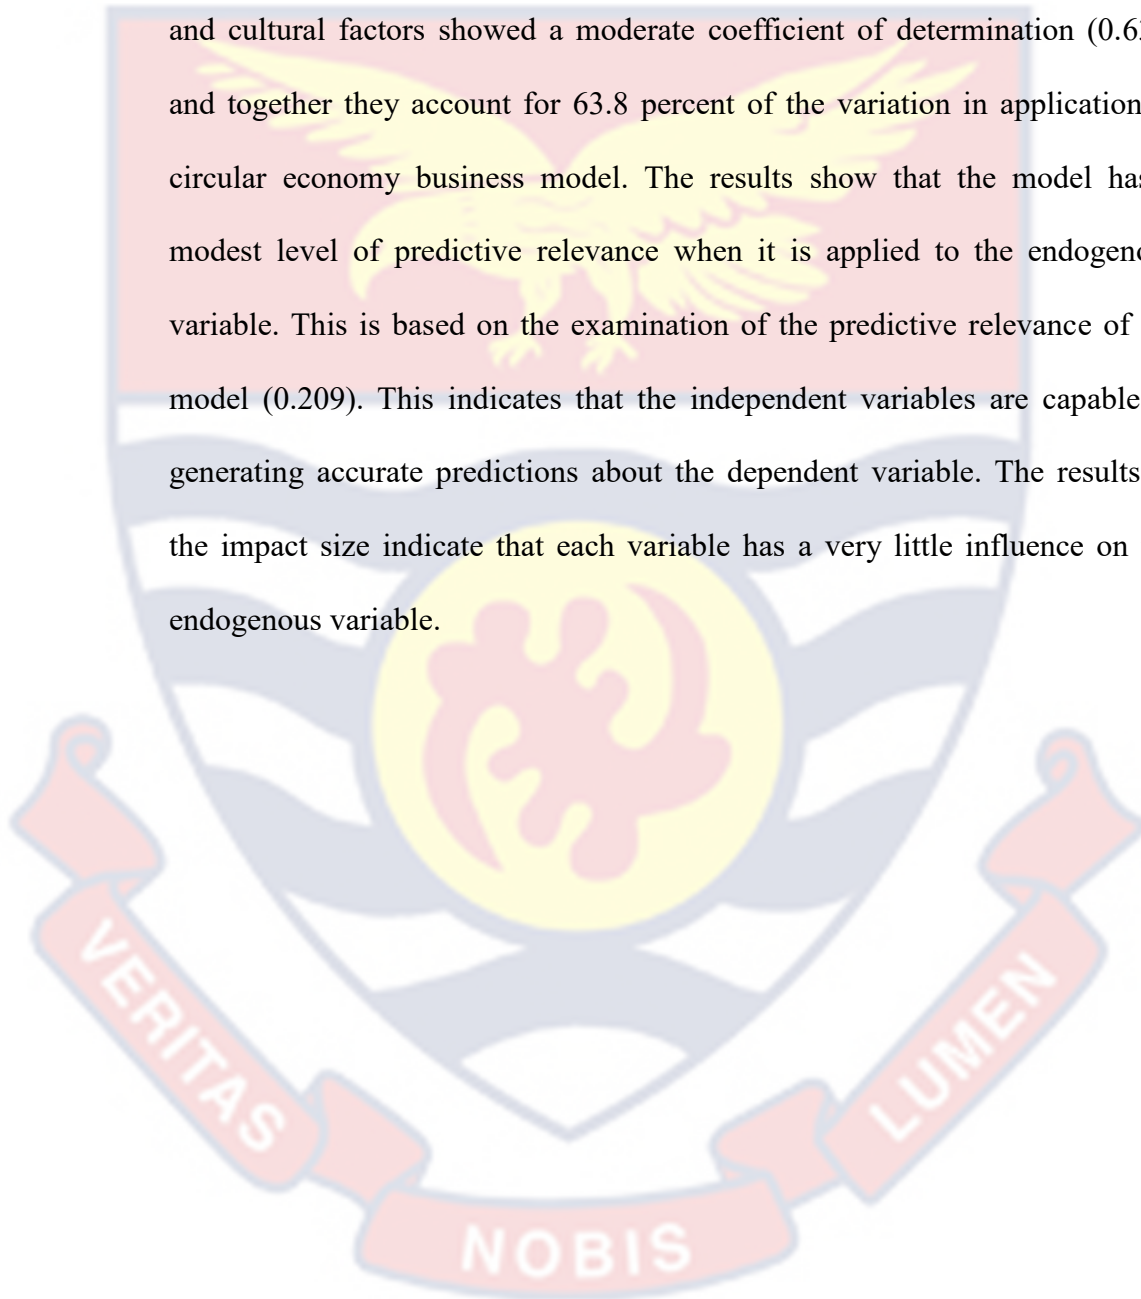 and cultural factors showed a moderate coefficient of determination (0.63
and together they account for 63.8 percent of the variation in application
circular economy business model. The results show that the model has
modest level of predictive relevance when it is applied to the
variable. This is based on the examination of the predictive relevance of
model (0.209). This indicates that the independent variables are capable
generating accurate predictions about the dependent variable. The results
the impact size indicate that each variable has a very little influence on
endogenous variable.
VERITAS
NOBIS
LUMEN